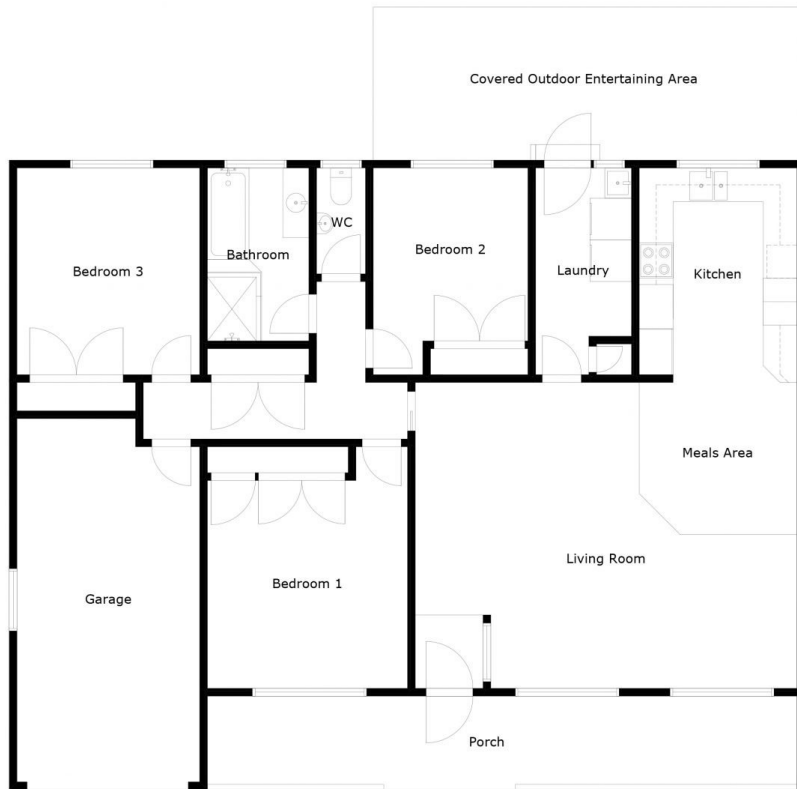 Covered Outdoor Entertaining Area
WC
Bathroom
Bedroom 2
Bedroom 3
Laundry
Kitchen
Meals Area
Living Room
Bedroom 1
Garage
Porch